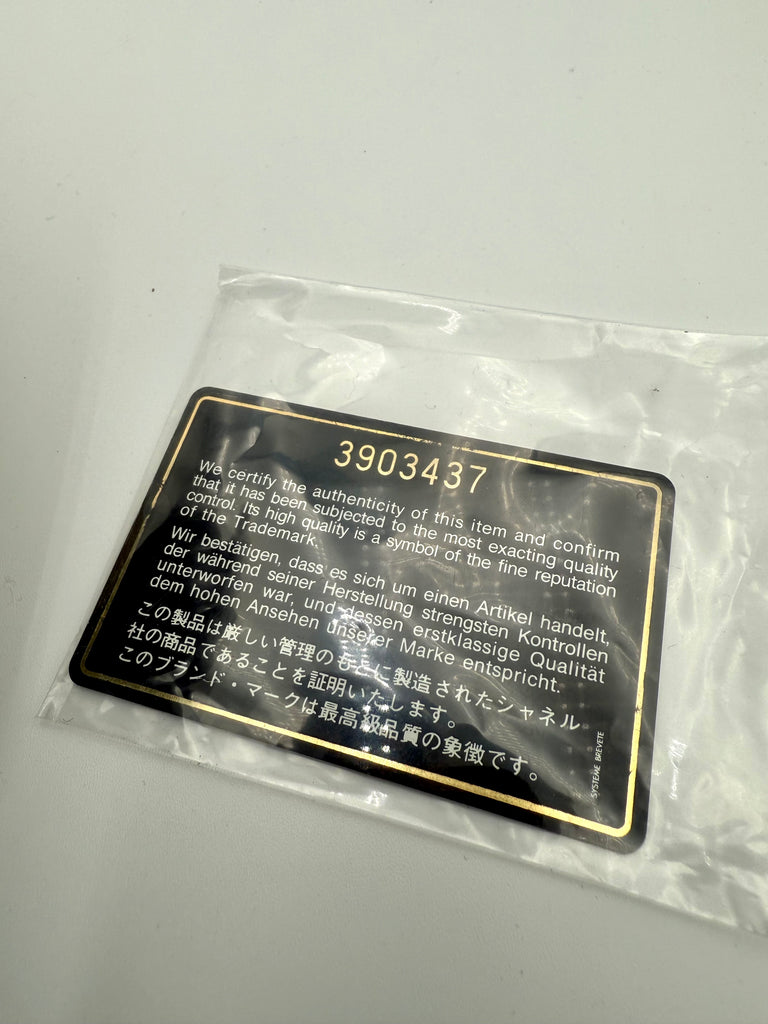 3903437
We certify the authenticity of this item and confirm
that it has been subjected to the most exacting quality
control. Its high quality is a symbol of the fine reputation
of the Trademark.
Wir bestätigen, dass es sich um einen Artikel handelt,
der während seiner Herstellung strengsten Kontrollen
unterworfen war, und dessen erstklassige Qualität
dem hohen Ansehen unserer Marke entspricht.
この製品は厳しい管理のもとに製造されたシャネル
社の商品であることを証明いたします。
このブランド・マークは最高級品質の象徴です。
SYSTEME BREVETE